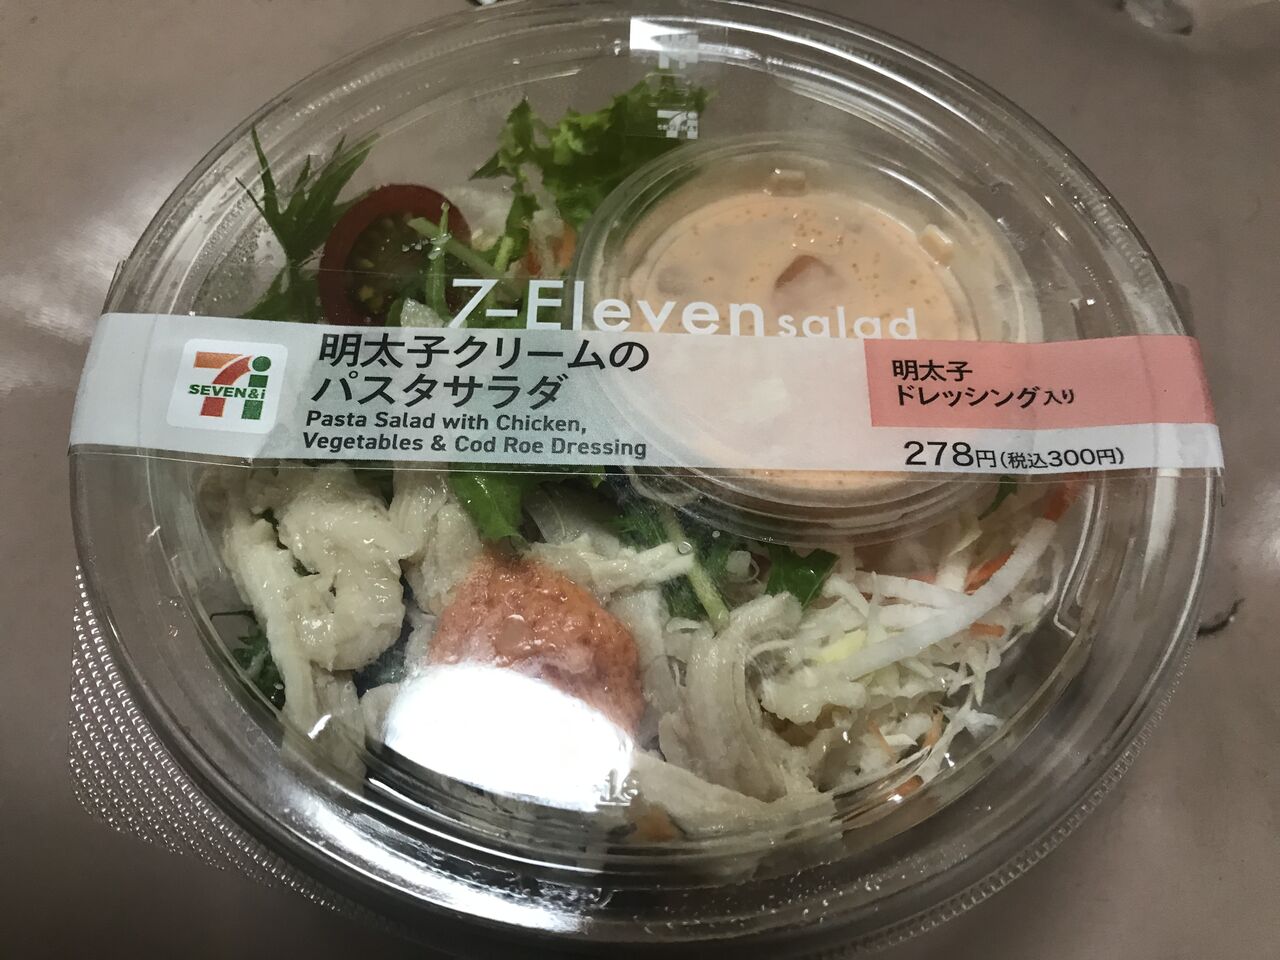 7-Eleven salad
SEVEN&i
明太子クリームの
パスタサラダ
Pasta Salad with Chicken,
Vegetables & Cod Roe Dressing
明太子
ドレッシング入り
278円(税込300円)